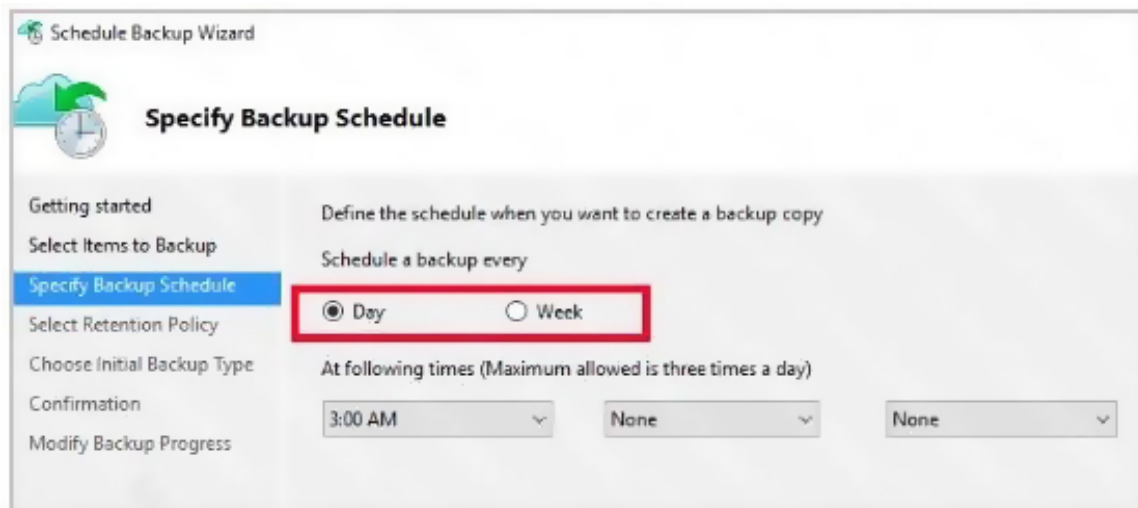 Schedule Backup Wizard
Specify Backup Schedule
Getting started
Select Items to Backup
Specify Backup Schedule
Select Retention Policy
Choose Initial Backup Type
Confirmation
Modify Backup Progress
Define the schedule when you want to create a backup copy
Schedule a backup every
Day Week
At following times (Maximum allowed is three times a day)
3:00 AM None None